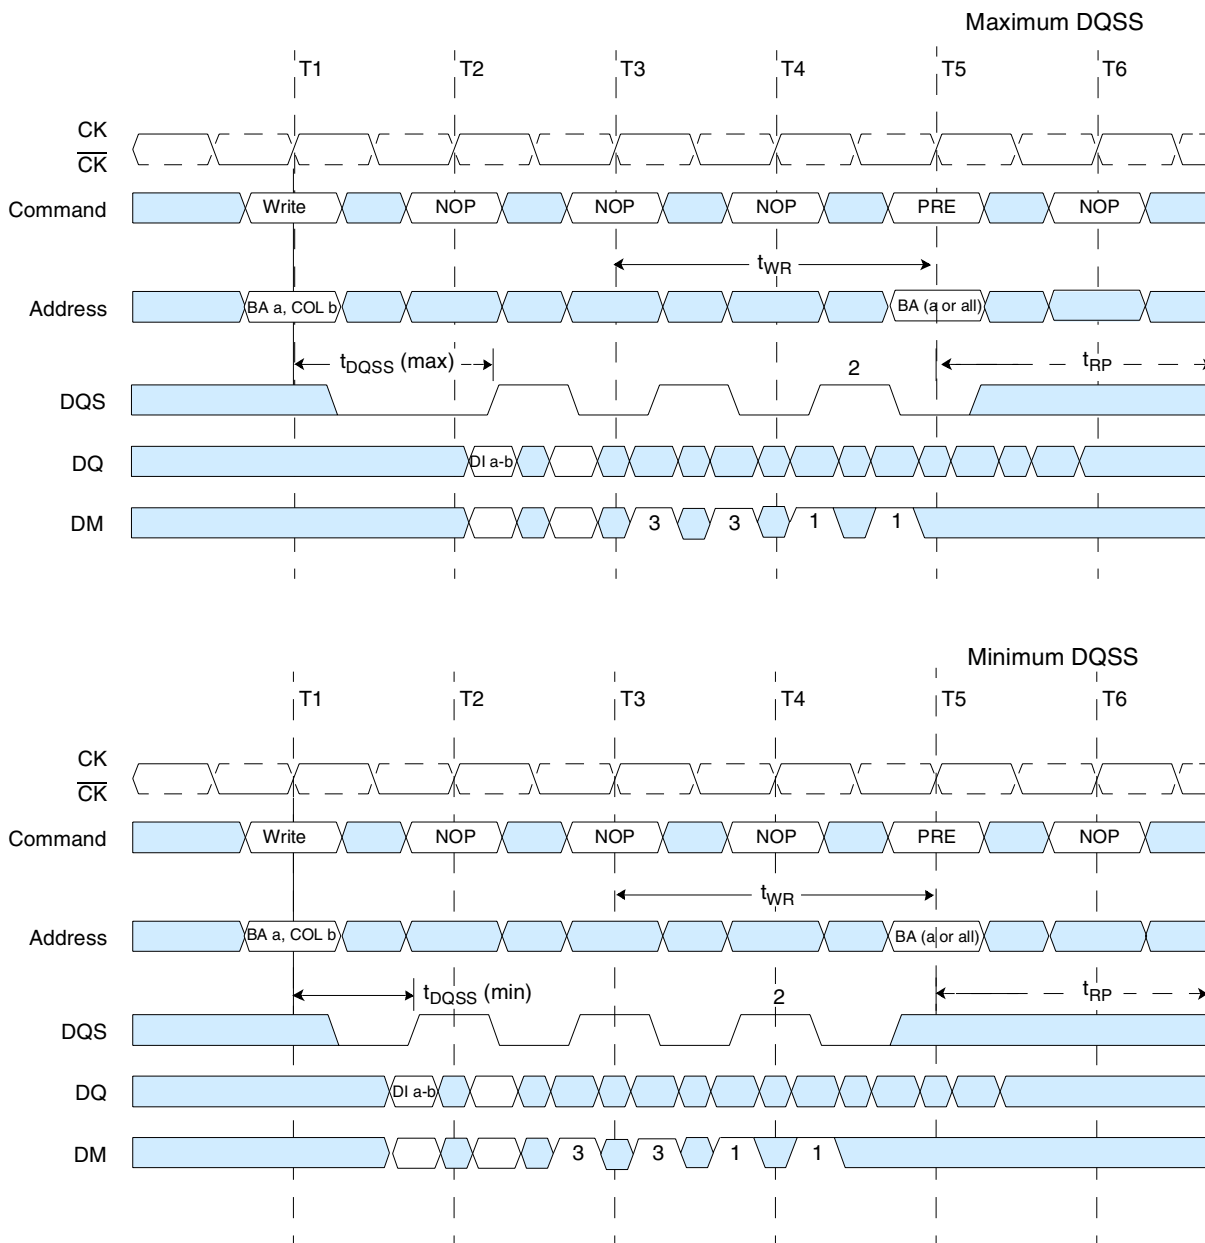 Maximum DQSS
T1 T2 T3 T4 T5 T6
CK
CK
Command Write NOP NOP NOP PRE NOP
tWR
Address BA a, COL b BA (a or all)
tDQSS (max) 2 tRP
DQS
DQ DI a-b
DM 3 3 1 1
Minimum DQSS
T1 T2 T3 T4 T5 T6
CK
CK
Command Write NOP NOP NOP PRE NOP
tWR
Address BA a, COL b BA (a or all)
tDQSS (min) 2 tRP
DQS
DQ DI a-b
DM 3 3 1 1